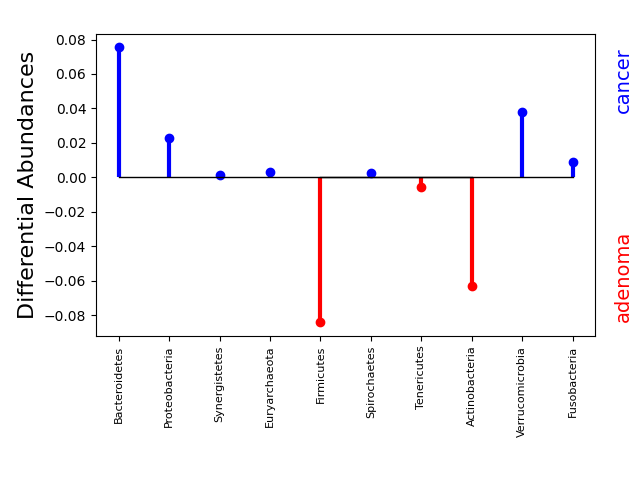 Differential Abundances
0.08
0.06
0.04
0.02
0.00
−0.02
−0.04
−0.06
−0.08
Bacteroidetes
Proteobacteria
Synergistetes
Euryarchaeota
Firmicutes
Spirochaetes
Tenericutes
Actinobacteria
Verrucomicrobia
Fusobacteria
cancer
adenoma